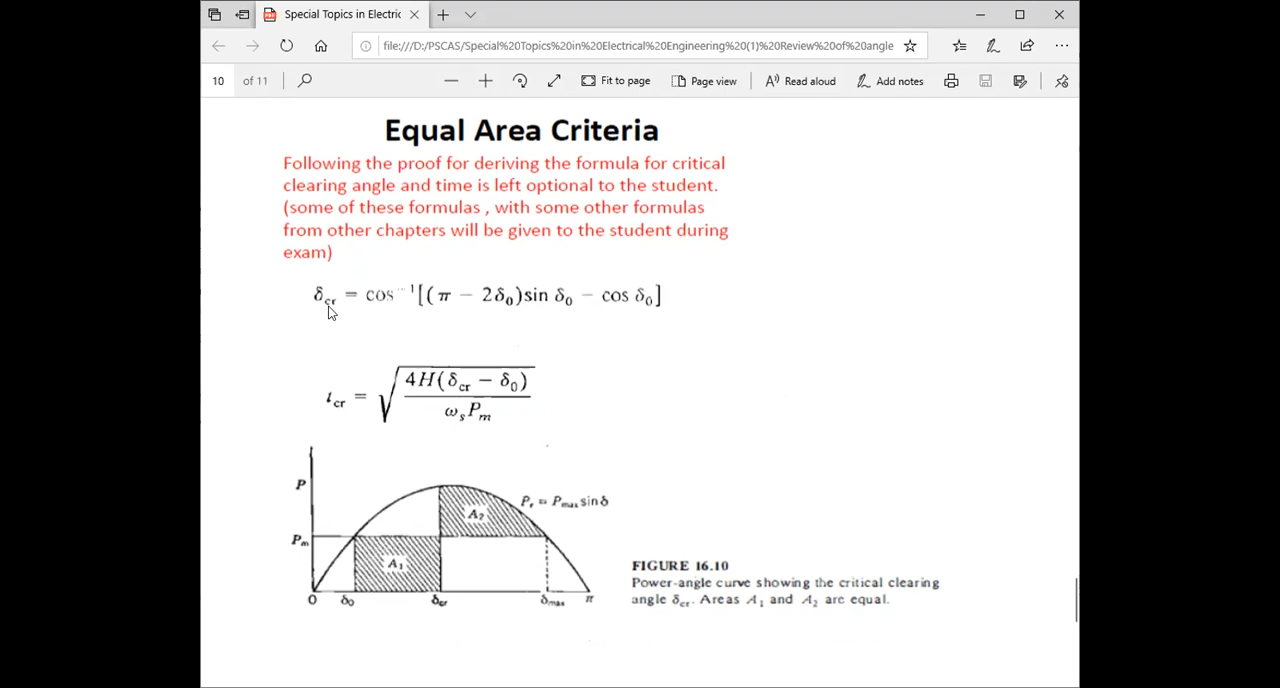 Special Topics in Electric
file:///D:/PSCAS/Special%20Topics%20in%20Electrical%20Engineering%20(1)%20Review%20of%20angle
10 of 11
Fit to page
Page view
Read aloud
Add notes
Equal Area Criteria
Following the proof for deriving the formula for critical
clearing angle and time is left optional to the student.
(some of these formulas , with some other formulas
from other chapters will be given to the student during
exam)
δcr = cos⁻¹[(π − 2δ₀)sin δ₀ − cos δ₀]
tcr = √(4H(δcr − δ₀) / ωsPm)
P
Pe = Pmax sin δ
A₂
Pm
A₁
0 δ₀ δcr δmax π
FIGURE 16.10
Power-angle curve showing the critical clearing
angle δcr. Areas A₁ and A₂ are equal.